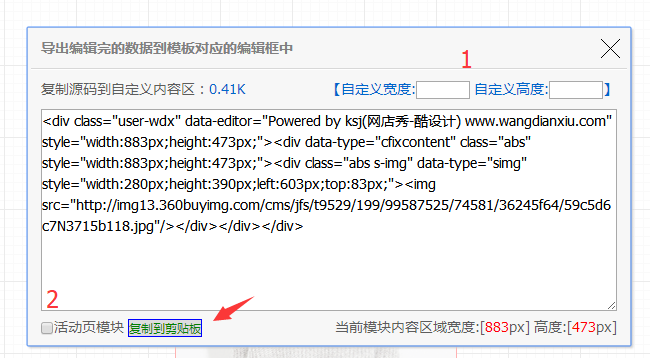 导出编辑完的数据到模板对应的编辑框中
1
复制源码到自定义内容区：0.41K 【自定义宽度: 自定义高度: 】
<div class="user-wdx" data-editor="Powered by ksj(网店秀-酷设计) www.wangdianxiu.com"
style="width:883px;height:473px;"><div data-type="cfixcontent" class="abs"
style="width:883px;height:473px;"><div class="abs s-img" data-type="simg"
style="width:280px;height:390px;left:603px;top:83px;"><img
src="http://img13.360buyimg.com/cms/jfs/t9529/199/99587525/74581/36245f64/59c5d6
c7N3715b118.jpg"/></div></div></div>
2
活动页模块 复制到剪贴板 当前模块内容区域宽度:[883px] 高度:[473px]